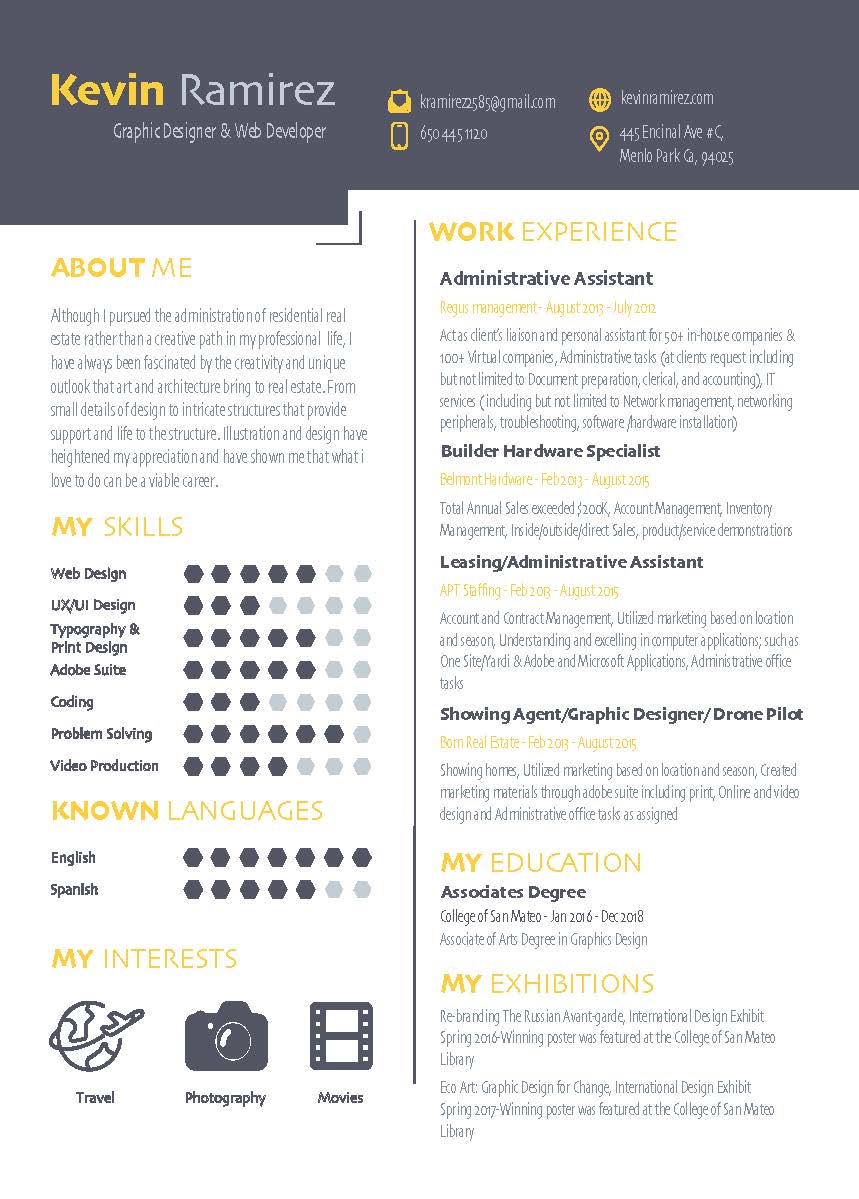 Kevin Ramirez
Graphic Designer & Web Developer
kramirez2585@gmail.com
650 445 1120
kevinramirez.com
445 Encinal Ave #C,
Menlo Park Ca, 94025
ABOUT ME
Although I pursued the administration of residential real
estate rather than a creative path in my professional life, I
have always been fascinated by the creativity and unique
outlook that art and architecture bring to real estate. From
small details of design to intricate structures that provide
support and life to the structure. Illustration and design have
heightened my appreciation and have shown me that what i
love to do can be a viable career.
MY SKILLS
Web Design
UX/UI Design
Typography &
Print Design
Adobe Suite
Coding
Problem Solving
Video Production
KNOWN LANGUAGES
English
Spanish
MY INTERESTS
Travel
Photography
Movies
WORK EXPERIENCE
Administrative Assistant
Regus management - August 2013 - July 2012
Act as client's liaison and personal assistant for 50+ in-house companies &
100+ Virtual companies, Administrative tasks (at clients request including
but not limited to Document preparation, clerical, and accounting), IT
services ( including but not limited to Network management, networking
peripherals, troubleshooting, software /hardware installation)
Builder Hardware Specialist
Belmont Hardware - Feb 2013 - August 2015
Total Annual Sales exceeded $200K, Account Management, Inventory
Management, Inside/outside/direct Sales, product/service demonstrations
Leasing/Administrative Assistant
APT Staffing - Feb 2013 - August 2015
Account and Contract Management, Utilized marketing based on location
and season, Understanding and excelling in computer applications; such as
One Site/Yardi & Adobe and Microsoft Applications, Administrative office
tasks
Showing Agent/Graphic Designer/ Drone Pilot
Born Real Estate - Feb 2013 - August 2015
Showing homes, Utilized marketing based on location and season, Created
marketing materials through adobe suite including print, Online and video
design and Administrative office tasks as assigned
MY EDUCATION
Associates Degree
College of San Mateo - Jan 2016 - Dec 2018
Associate of Arts Degree in Graphics Design
MY EXHIBITIONS
Re-branding The Russian Avant-garde, International Design Exhibit
Spring 2016-Winning poster was featured at the College of San Mateo
Library
Eco Art: Graphic Design for Change, International Design Exhibit
Spring 2017-Winning poster was featured at the College of San Mateo
Library